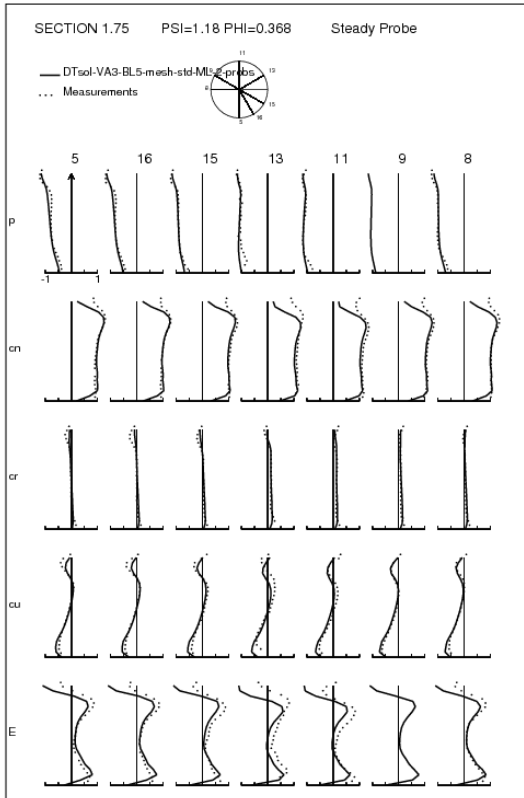 SECTION 1.75 PSI=1.18 PHI=0.368 Steady Probe
11
DTsol-VA3-BL5-mesh-std-ML-2-probs
13
Measurements
8
15
16
5
5 16 15 13 11 9 8
p
-1 1
cn
cr
cu
E